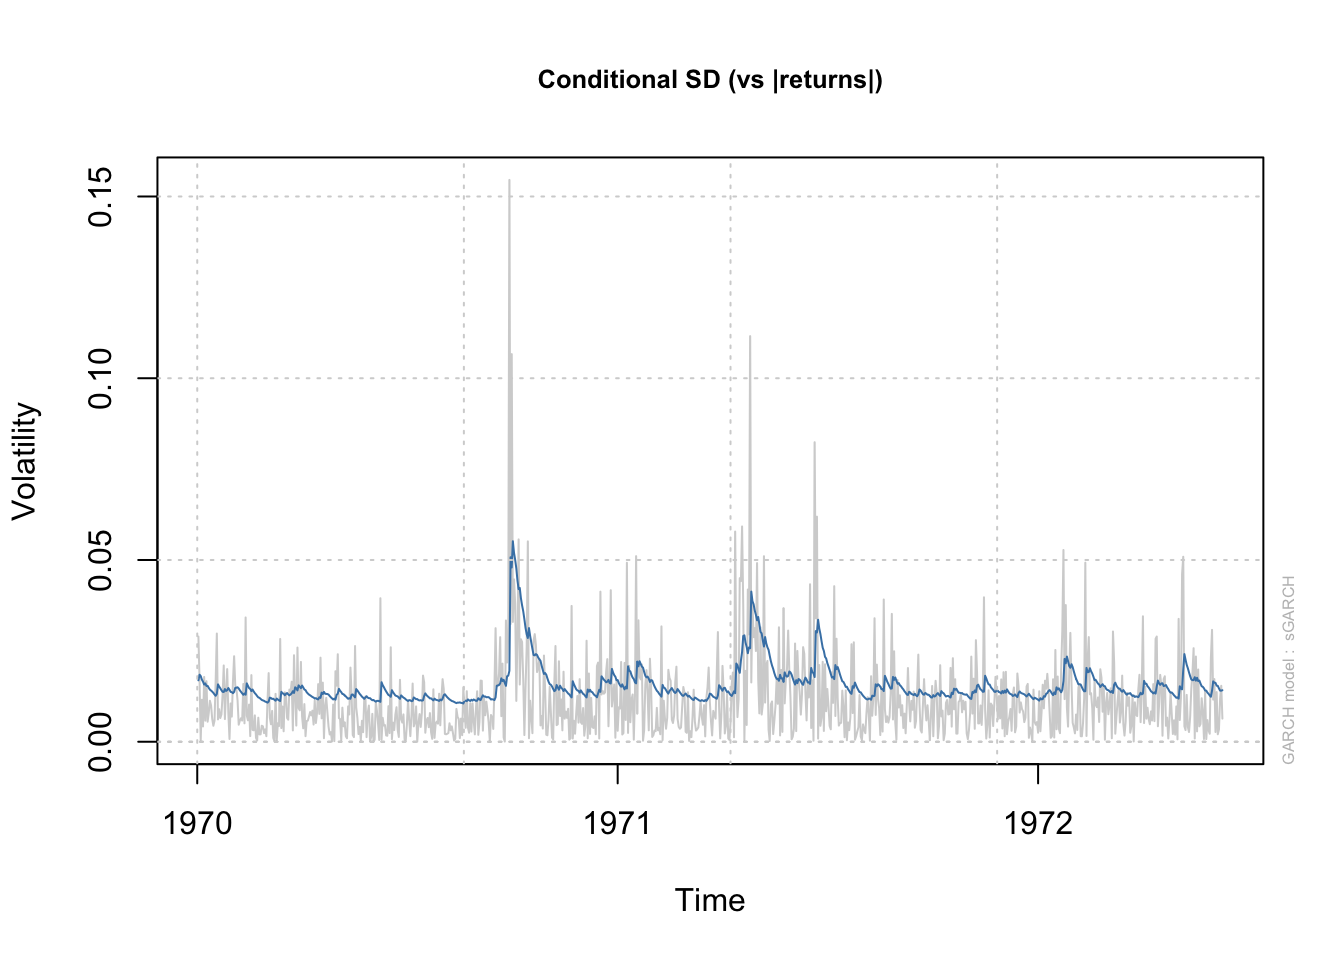 Conditional SD (vs |returns|)
0.15
0.10
0.05
0.00
Volatility
1970 1971 1972
Time
GARCH model :  sGARCH